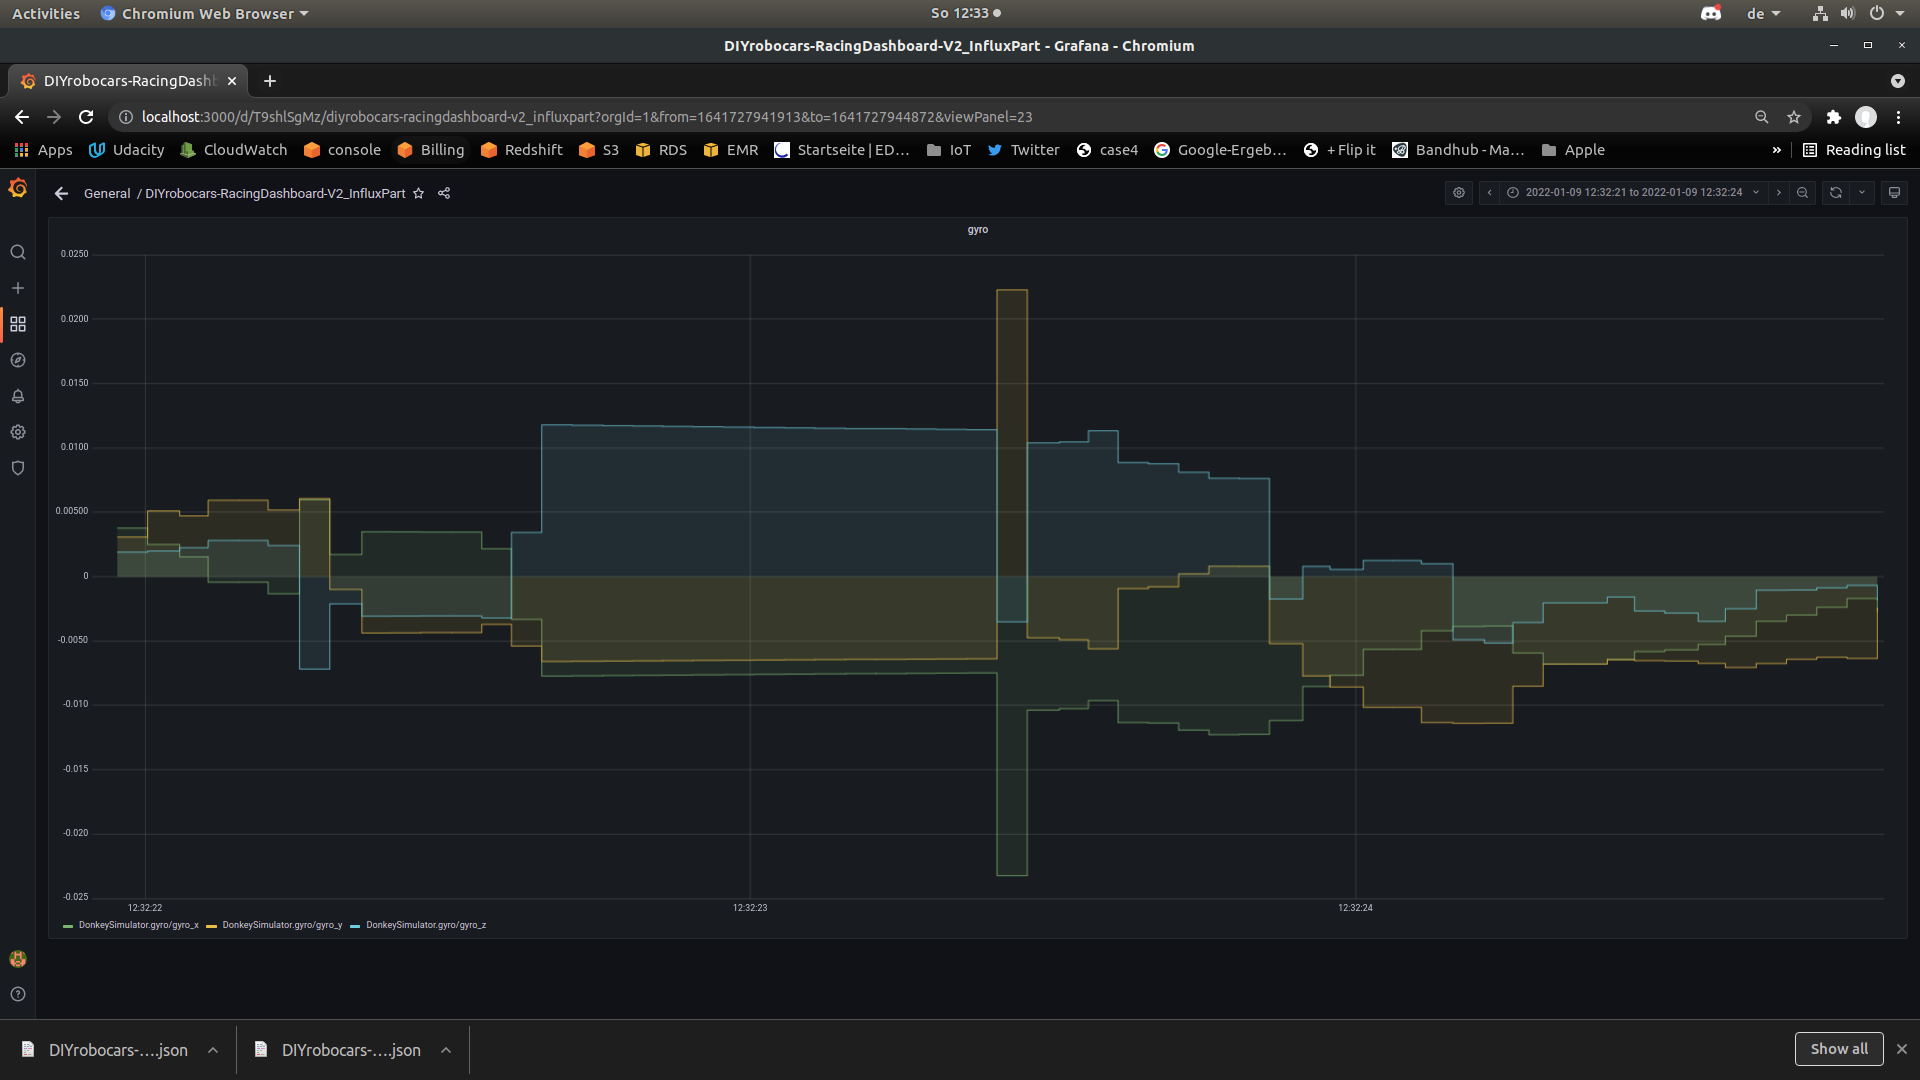 Activities Chromium Web Browser So 12:33 de
DIYrobocars-RacingDashboard-V2_InfluxPart - Grafana - Chromium
DIYrobocars-RacingDashb
localhost:3000/d/T9shlSgMz/diyrobocars-racingdashboard-v2_influxpart?orgId=1&from=1641727941913&to=1641727944872&viewPanel=23
Apps Udacity CloudWatch console Billing Redshift S3 RDS EMR Startseite | ED... IoT Twitter case4 Google-Ergeb... + Flip it Bandhub - Ma... Apple » Reading list
General / DIYrobocars-RacingDashboard-V2_InfluxPart 2022-01-09 12:32:21 to 2022-01-09 12:32:24
gyro
0.0250
0.0200
0.0150
0.0100
0.00500
0
-0.0050
-0.010
-0.015
-0.020
-0.025
12:32:22 12:32:23 12:32:24
DonkeySimulator.gyro/gyro_x DonkeySimulator.gyro/gyro_y DonkeySimulator.gyro/gyro_z
DIYrobocars-....json DIYrobocars-....json Show all